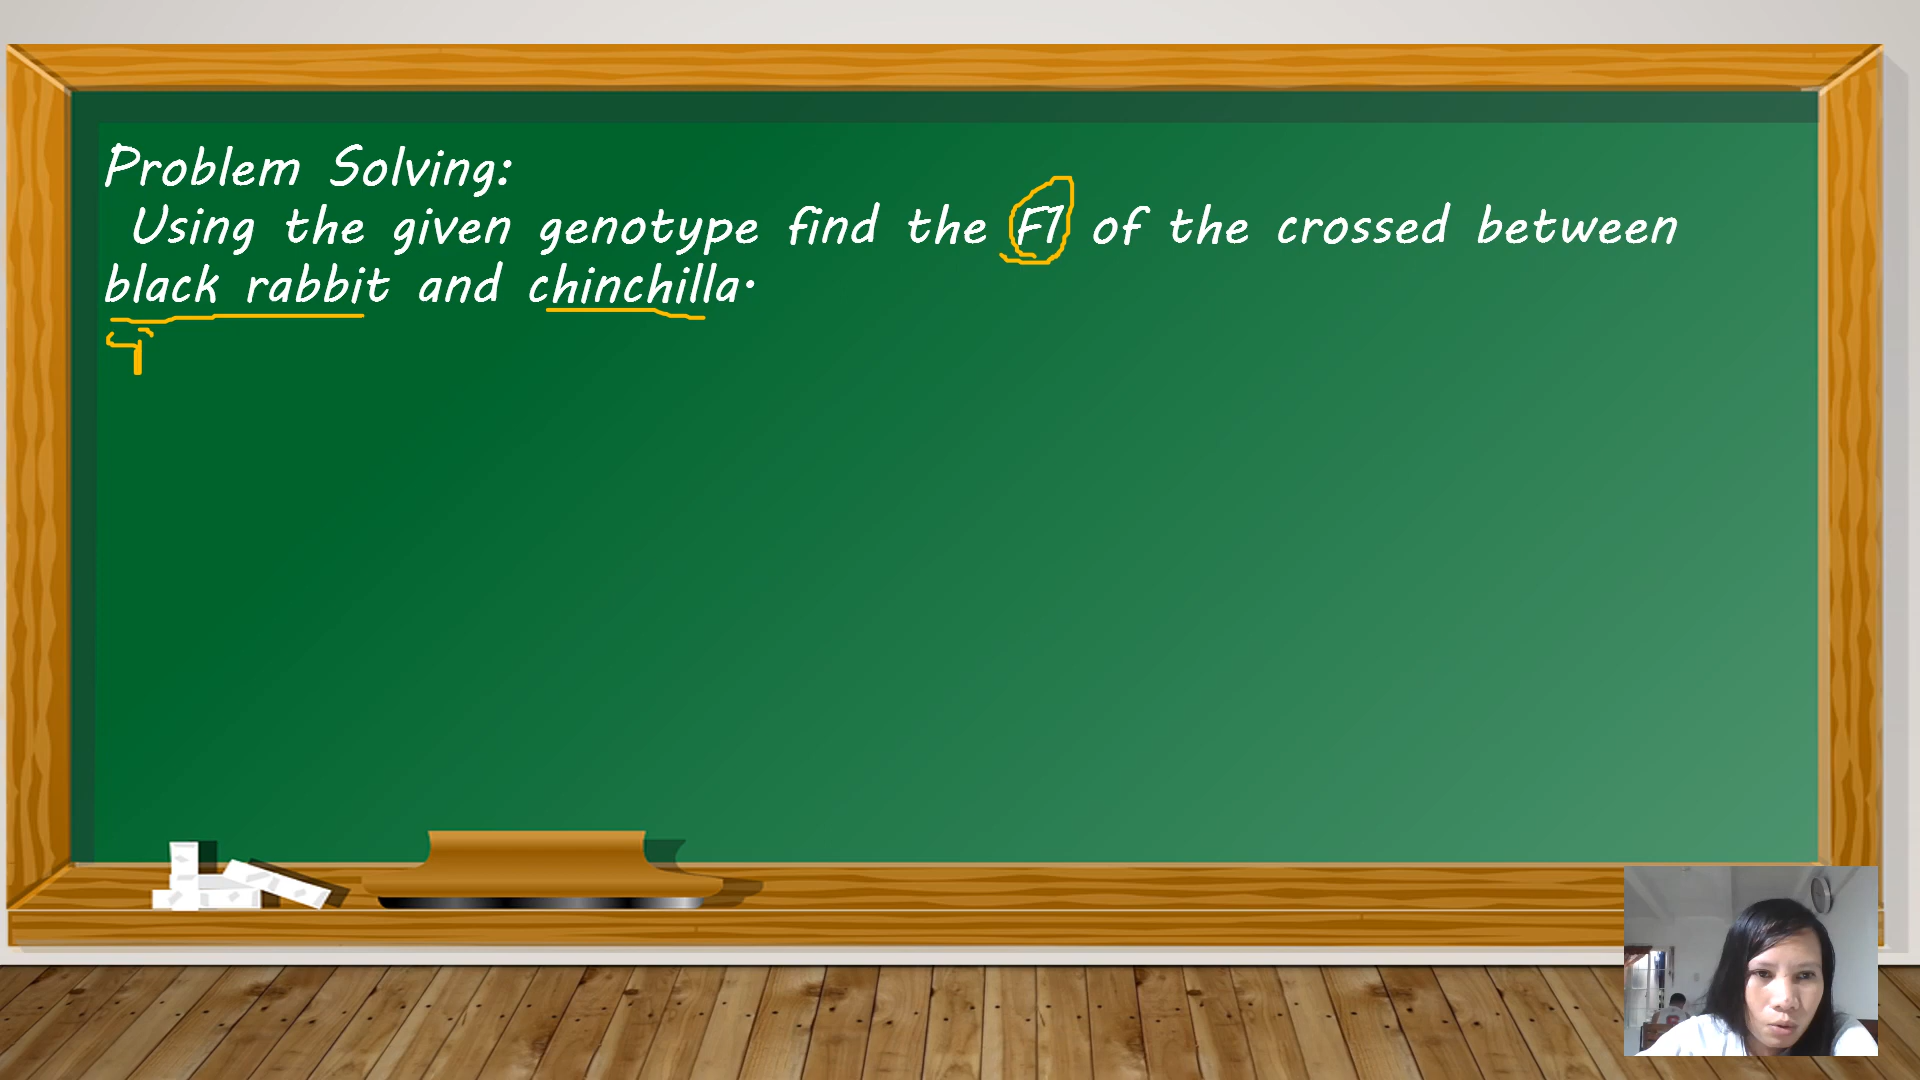 Problem Solving:
Using the given genotype find the F1 of the crossed between
black rabbit and chinchilla.